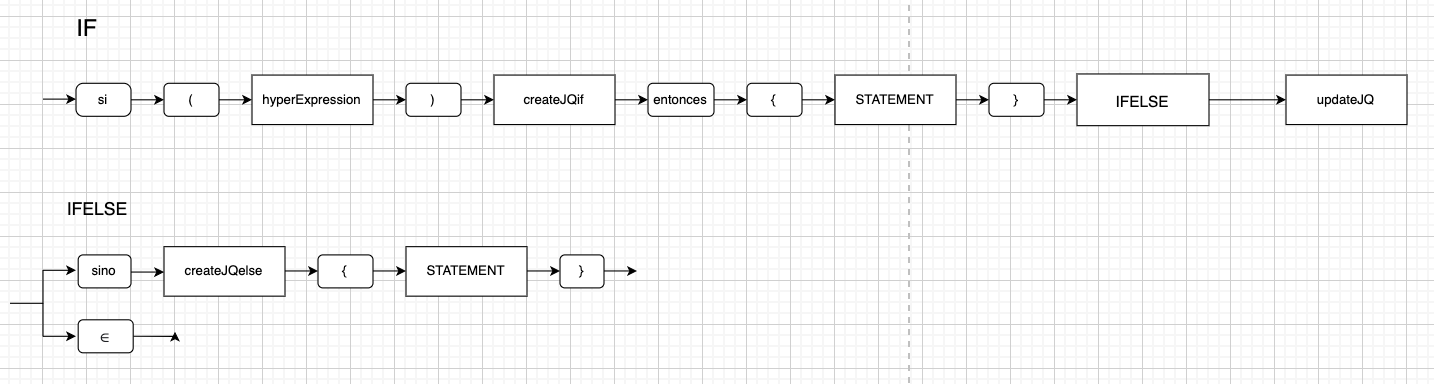 IF
si ( hyperExpression ) createJQif entonces { STATEMENT } IFELSE updateJQ
IFELSE
sino createJQelse { STATEMENT }
∈